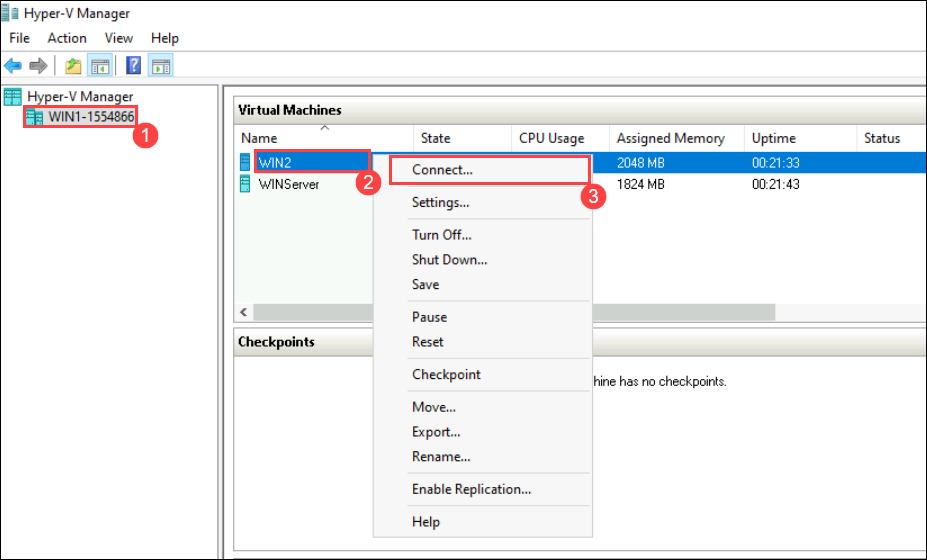 Hyper-V Manager
File Action View Help
Hyper-V Manager
WIN1-1554866
1
Virtual Machines
Name State CPU Usage Assigned Memory Uptime Status
WIN2 2048 MB 00:21:33
2
WINServer 1824 MB 00:21:43
Connect...
3
Settings...
Turn Off...
Shut Down...
Save
Pause
Reset
Checkpoint
Move...
Export...
Rename...
Enable Replication...
Help
Checkpoints
hine has no checkpoints.